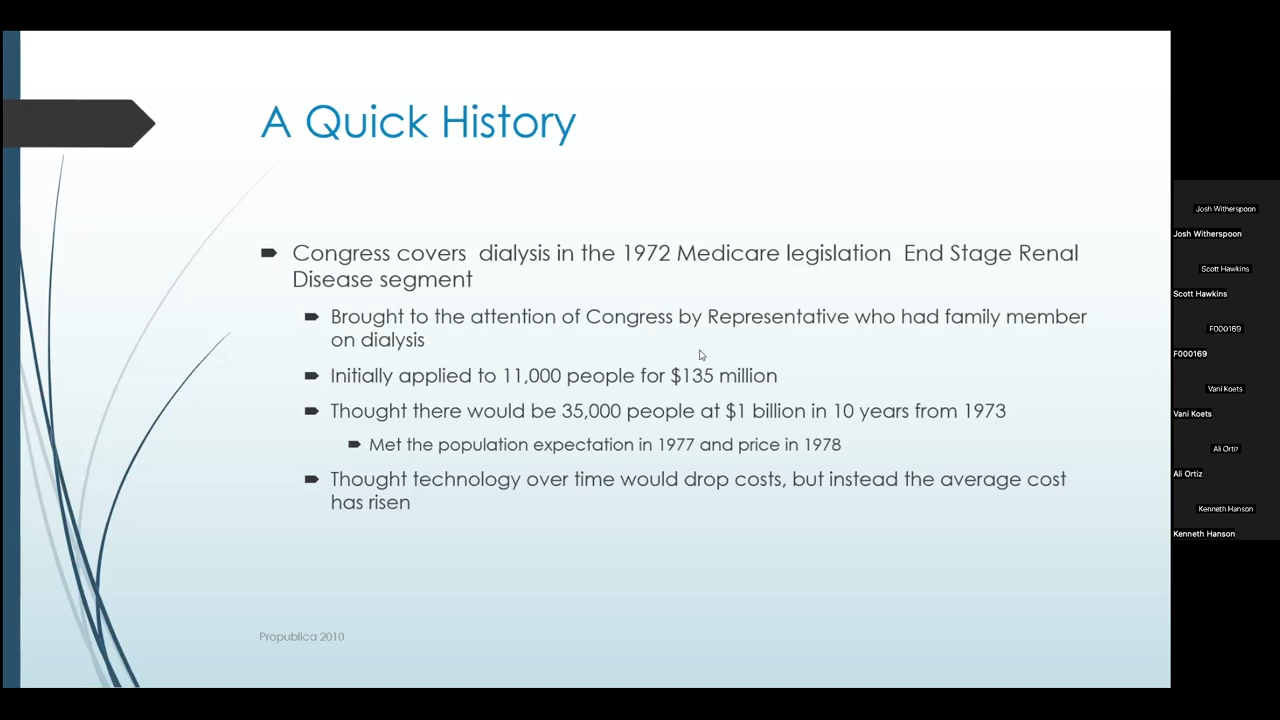 A Quick History
Congress covers dialysis in the 1972 Medicare legislation End Stage Renal
Disease segment
Brought to the attention of Congress by Representative who had family member
on dialysis
Initially applied to 11,000 people for $135 million
Thought there would be 35,000 people at $1 billion in 10 years from 1973
Met the population expectation in 1977 and price in 1978
Thought technology over time would drop costs, but instead the average cost
has risen
Propublica 2010
Josh Witherspoon
Josh Witherspoon
Scott Hawkins
Scott Hawkins
F000169
F000169
Vani Koets
Vani Koets
Ali Ortiz
Ali Ortiz
Kenneth Hanson
Kenneth Hanson